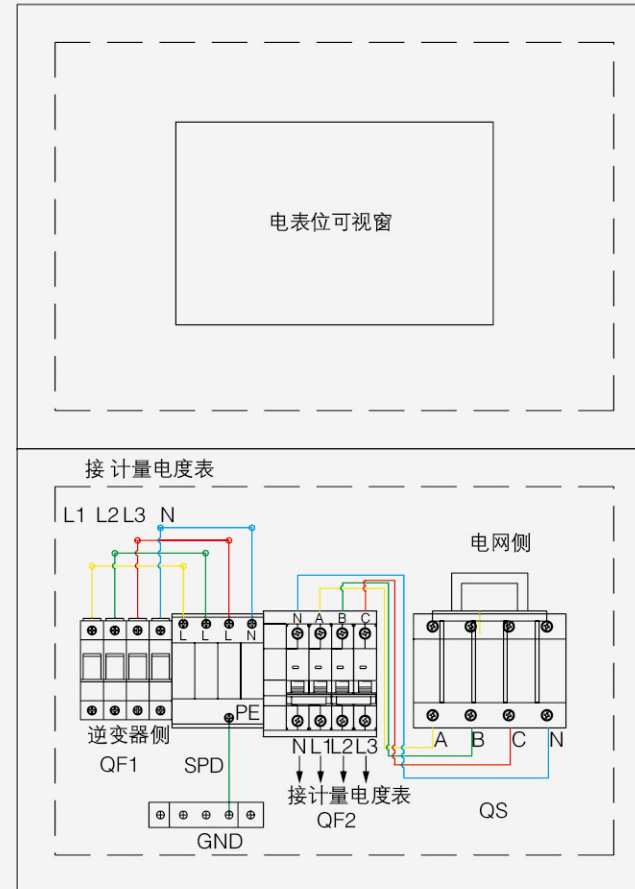 电表位可视窗
接 计量电度表
L1 L2 L3 N
电网侧
L L L N
N A B C
PE
逆变器侧
A B C N
N L1 L2 L3
QF1
SPD
接计量电度表
QF2
QS
GND